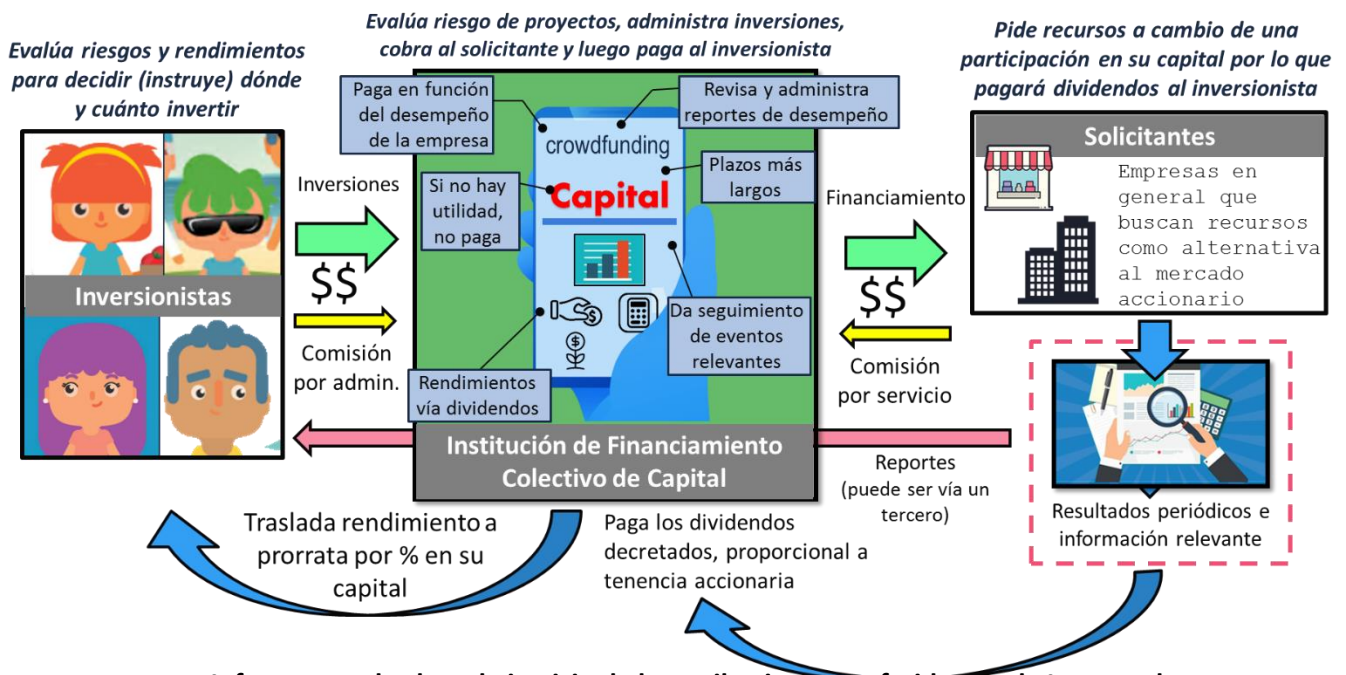 Evalúa riesgos y rendimientos
para decidir (instruye) dónde
y cuánto invertir
Inversionistas
Evalúa riesgo de proyectos, administra inversiones,
cobra al solicitante y luego paga al inversionista
Inversiones
$$
Comisión
por admin.
Paga en función
del desempeño
de la empresa
Revisa y administra
reportes de desempeño
crowdfunding
Capital
Si no hay
utilidad,
no paga
Plazos más
largos
Da seguimiento
de eventos
relevantes
Rendimientos
vía dividendos
Institución de Financiamiento
Colectivo de Capital
Financiamiento
$$
Comisión
por servicio
Pide recursos a cambio de una
participación en su capital por lo que
pagará dividendos al inversionista
Solicitantes
Empresas en
general que
buscan recursos
como alternativa
al mercado
accionario
Reportes
(puede ser vía un
tercero)
Resultados periódicos e
información relevante
Traslada rendimiento a
prorrata por % en su
capital
Paga los dividendos
decretados, proporcional a
tenencia accionaria